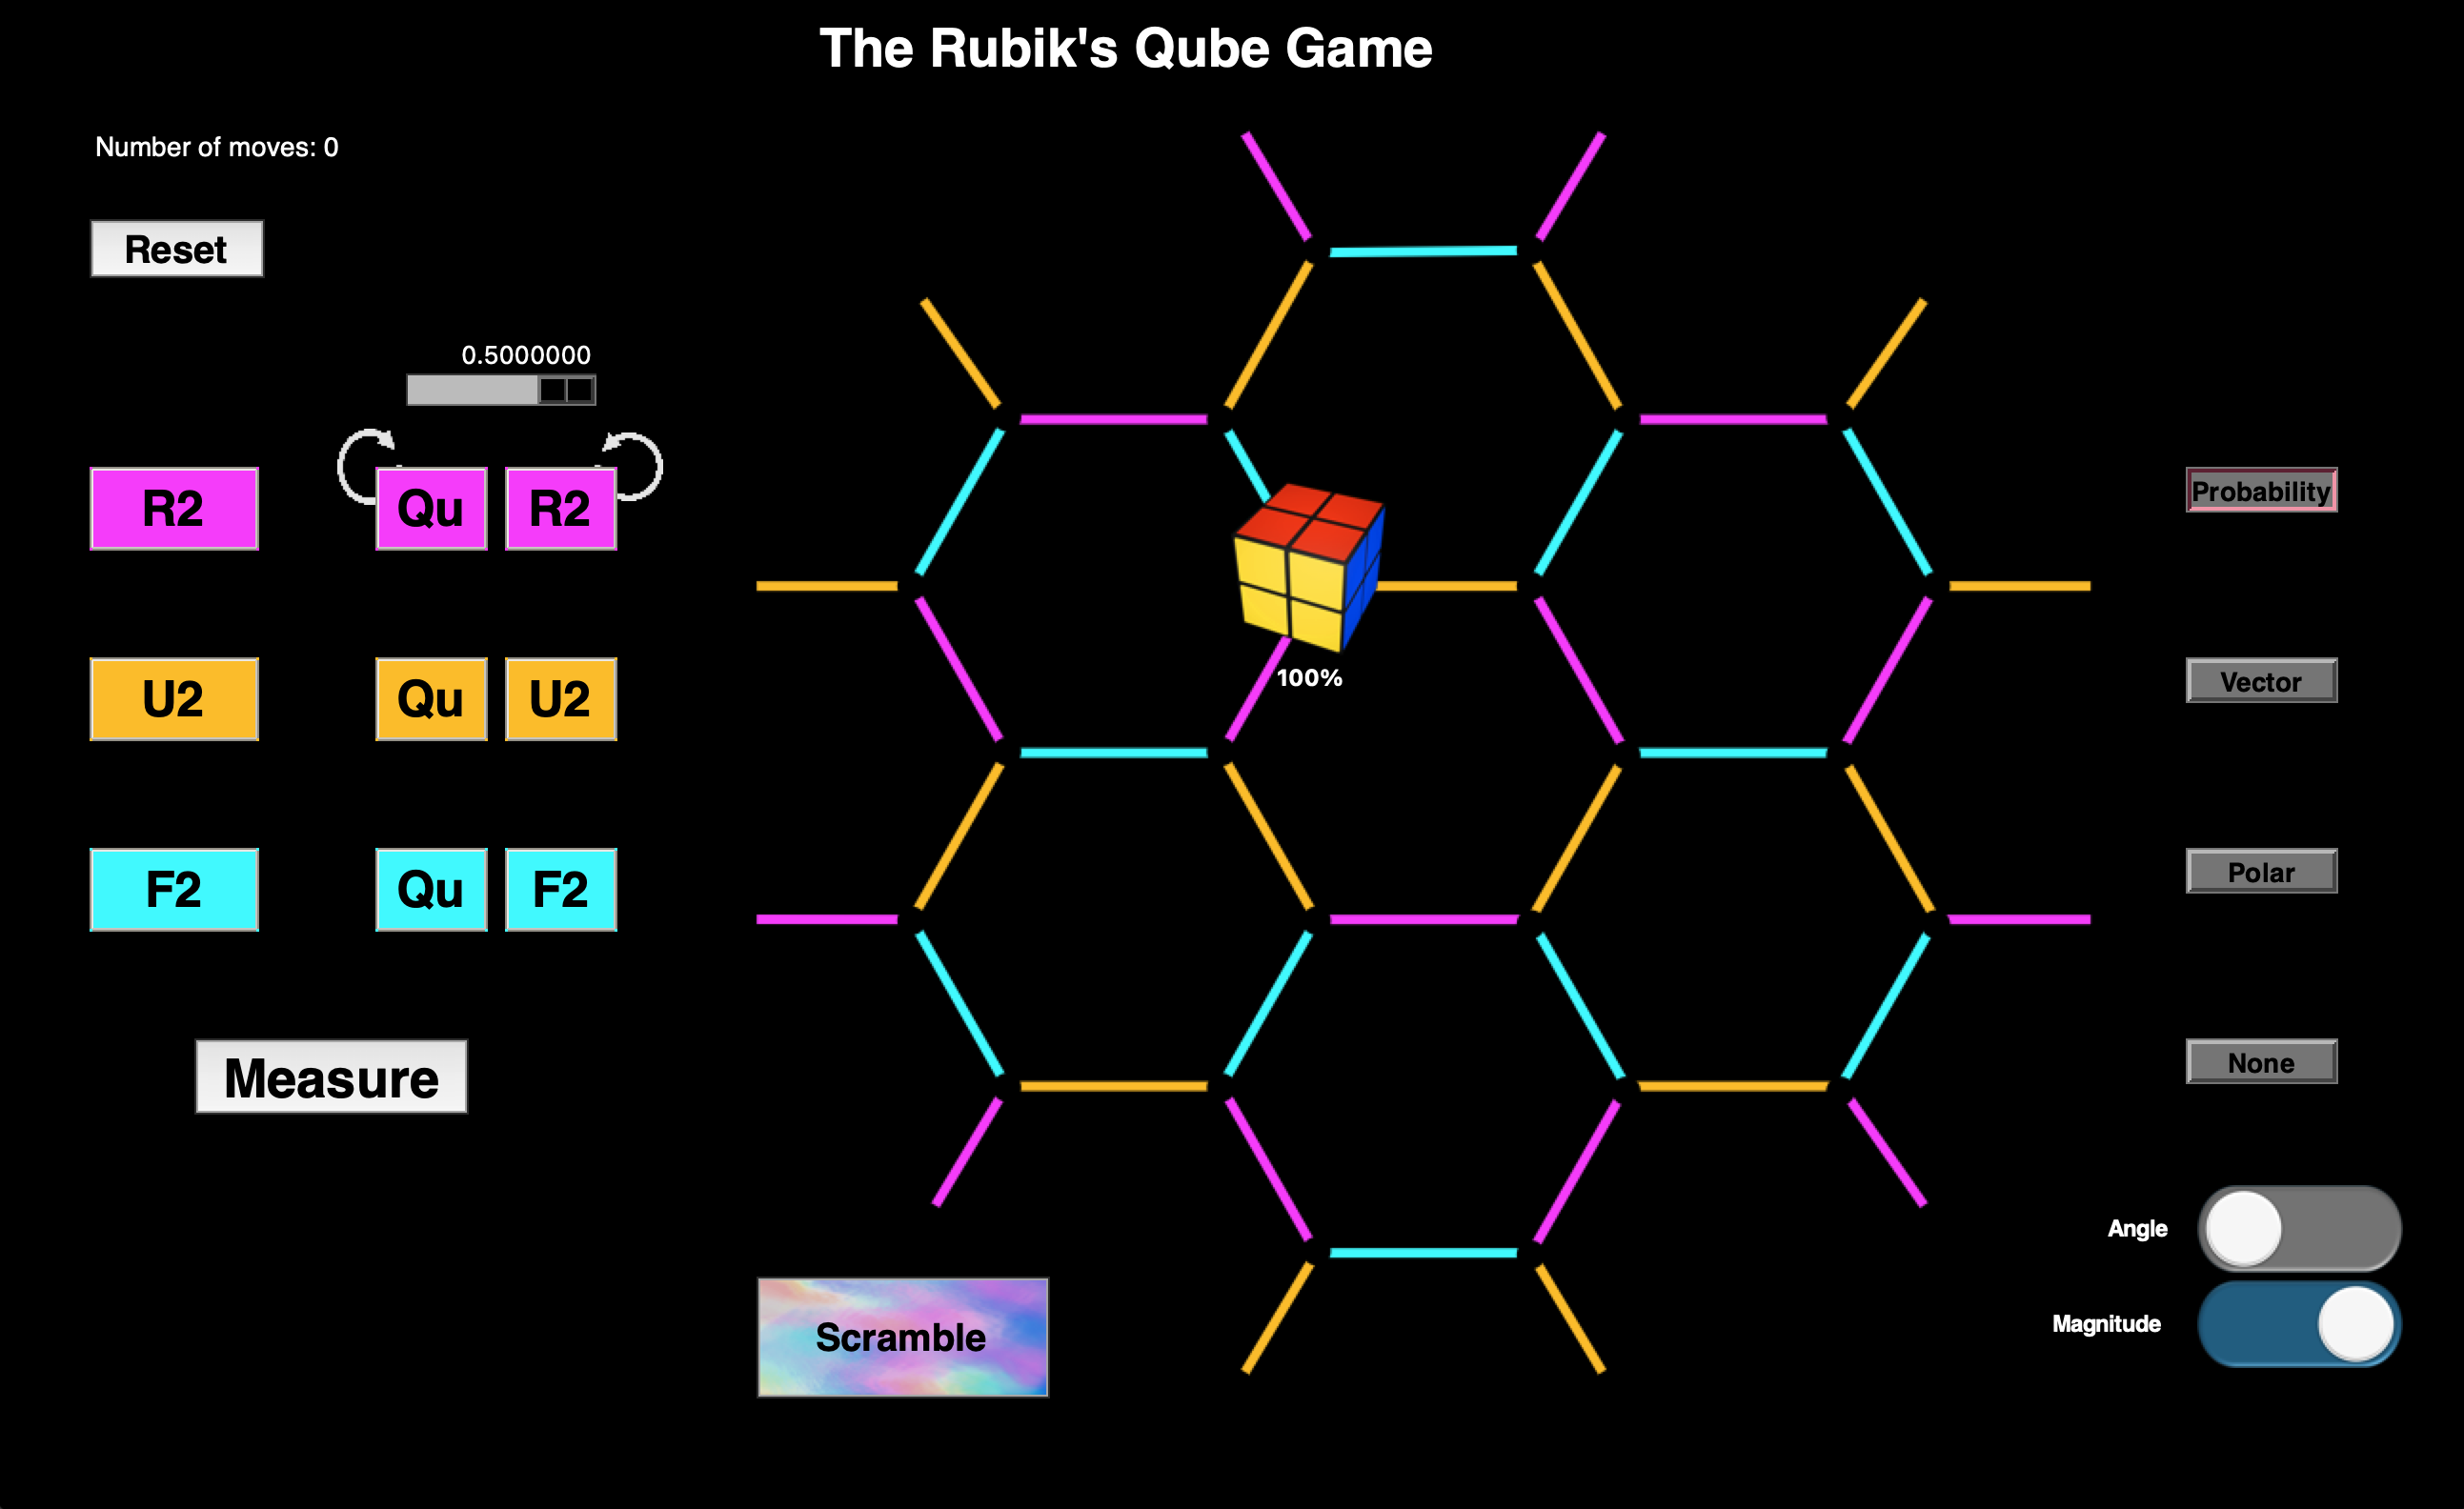 The Rubik's Qube Game
Number of moves: 0
Reset
0.5000000
R2
Qu
R2
Probability
100%
U2
Qu
U2
Vector
F2
Qu
F2
Polar
Measure
None
Angle
Magnitude
Scramble